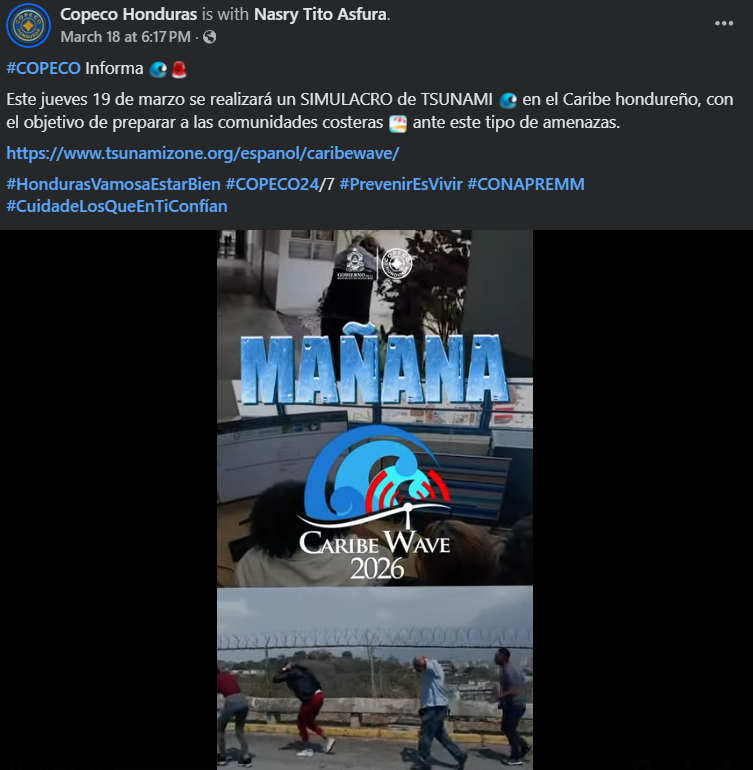 Copeco Honduras is with Nasry Tito Asfura.
March 18 at 6:17 PM ·
#COPECO Informa 🌊🚨
Este jueves 19 de marzo se realizará un SIMULACRO de TSUNAMI 🌊 en el Caribe hondureño, con
el objetivo de preparar a las comunidades costeras 🏖️ ante este tipo de amenazas.
https://www.tsunamizone.org/espanol/caribewave/
#HondurasVamosaEstarBien #COPECO24/7 #PrevenirEsVivir #CONAPREMM
#CuidadeLosQueEnTiConfían
GOBIERNO
COPECO
MAÑANA
CARIBE WAVE
2026